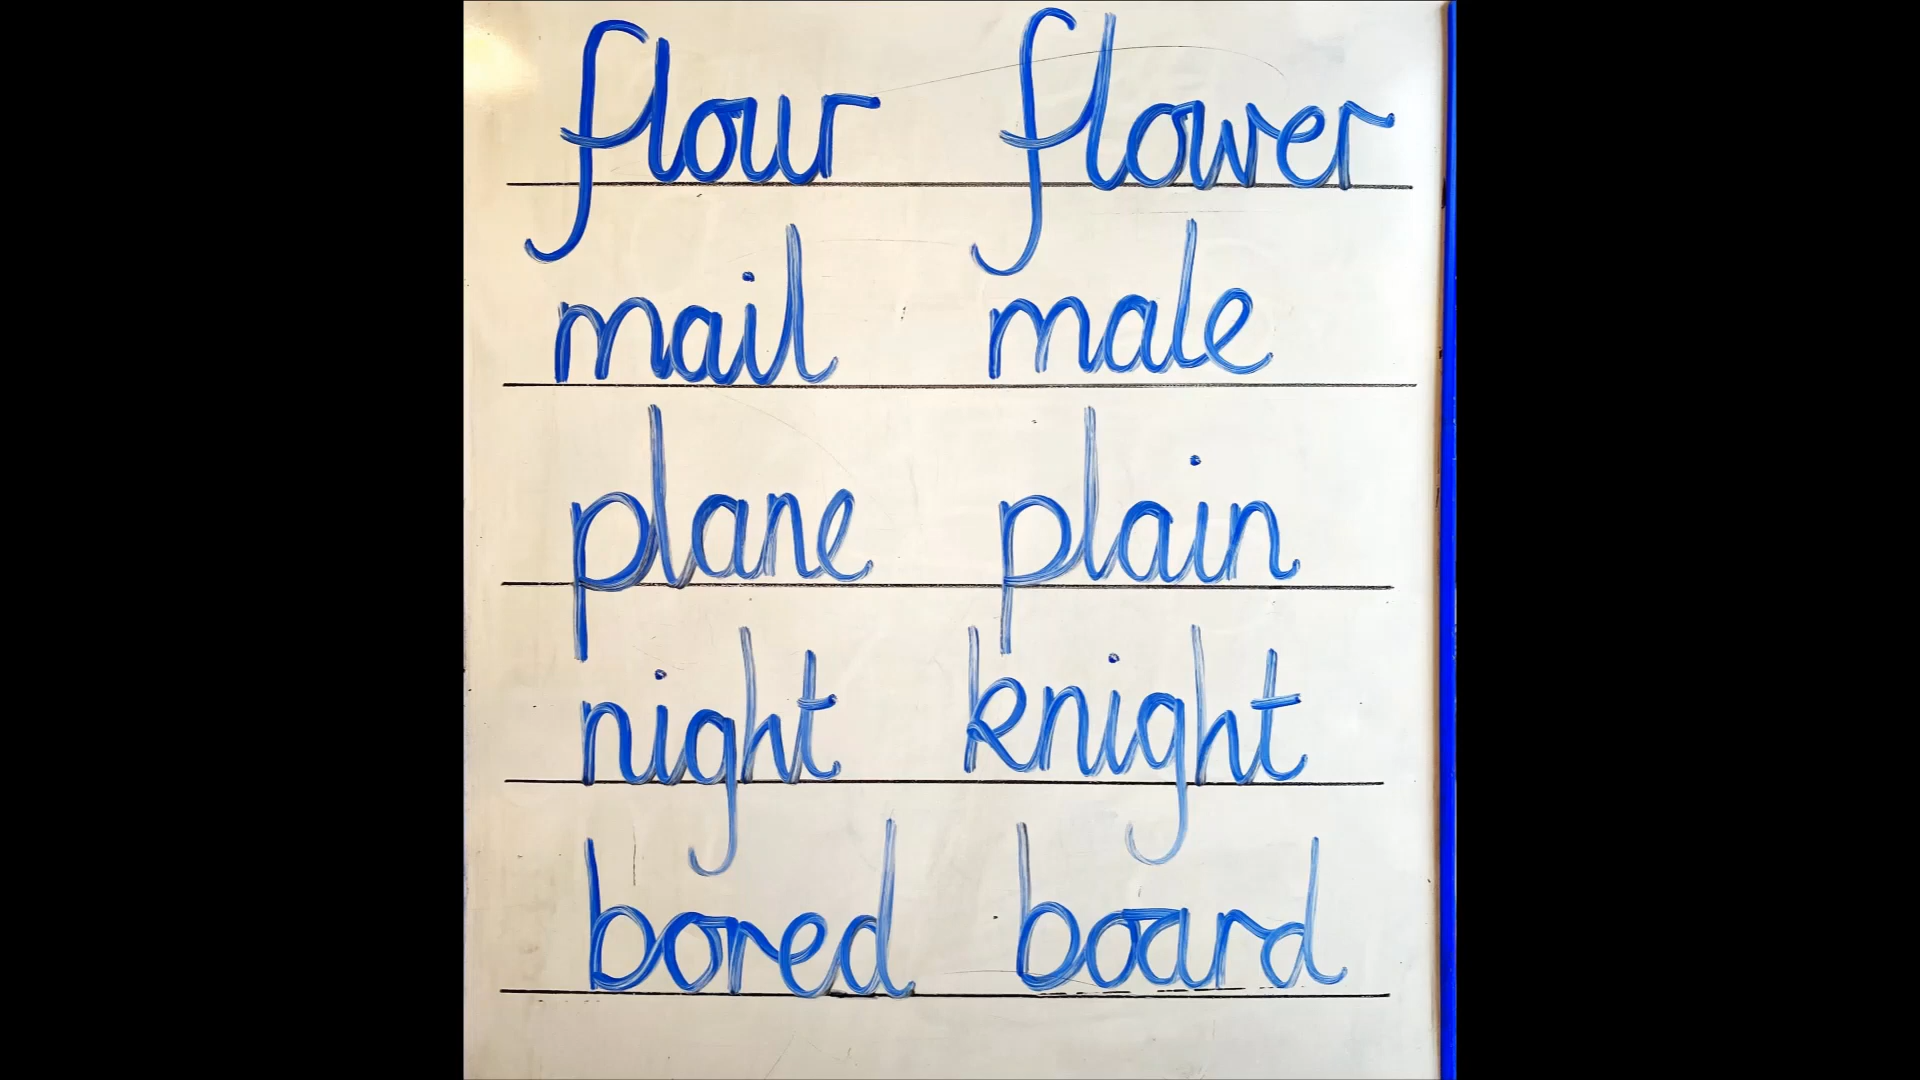 flour flower
mail male
plane plain
night knight
bored board